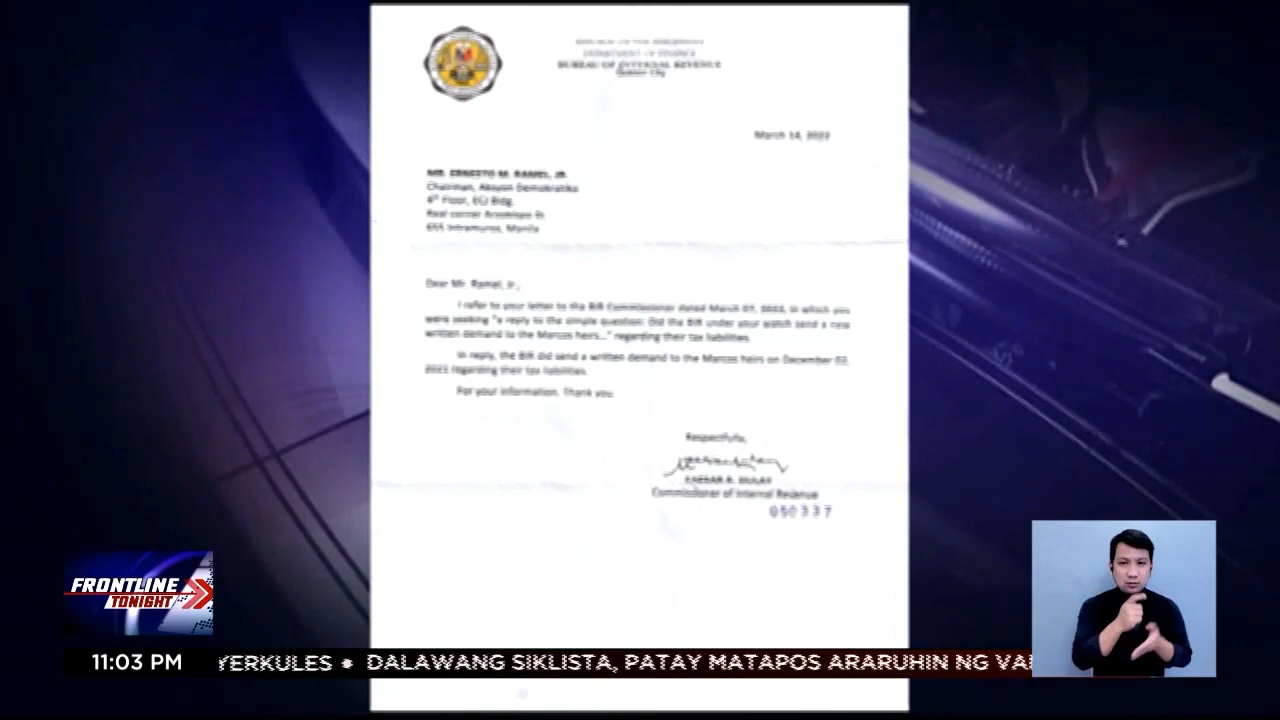 REPUBLIC OF THE PHILIPPINES
DEPARTMENT OF FINANCE
BUREAU OF INTERNAL REVENUE
Quezon City
March 14, 2022
MR. ERNESTO M. RAMEL, JR.
Chairman, Aksyon Demokratiko
4th Floor, EGI Bldg.
Real corner
655 Intramuros, Manila
Dear Mr. Ramel, Jr.,
I refer to your letter to the BIR Commissioner dated March 07, 2022, in which you
were seeking "a reply to the simple question: Did the BIR under your watch send a new
written demand to the Marcos heirs..." regarding their tax liabilities.
In reply, the BIR did send a written demand to the Marcos heirs on December 02,
2021 regarding their tax liabilities.
For your information. Thank you.
Respectfully,
CAESAR R. DULAY
Commissioner of Internal Revenue
050337
FRONTLINE
TONIGHT
11:03 PM YERKULES • DALAWANG SIKLISTA, PATAY MATAPOS ARARUHIN NG VA